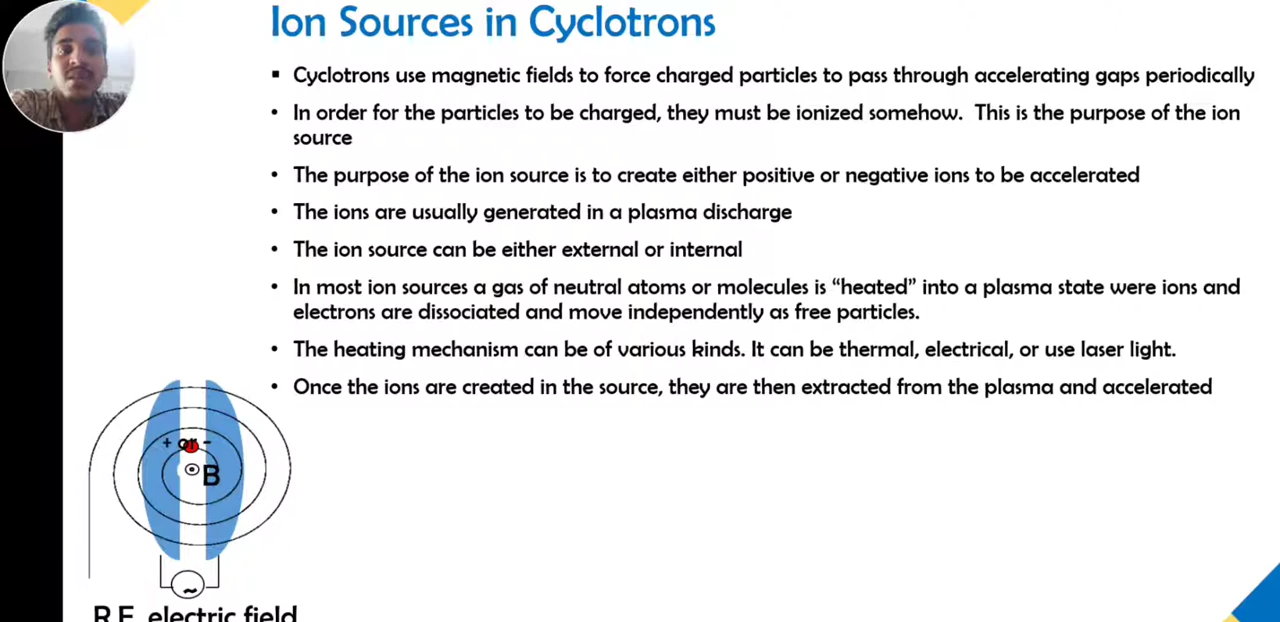 Ion Sources in Cyclotrons
▪ Cyclotrons use magnetic fields to force charged particles to pass through accelerating gaps periodically
• In order for the particles to be charged, they must be ionized somehow. This is the purpose of the ion
source
• The purpose of the ion source is to create either positive or negative ions to be accelerated
• The ions are usually generated in a plasma discharge
• The ion source can be either external or internal
• In most ion sources a gas of neutral atoms or molecules is “heated” into a plasma state were ions and
electrons are dissociated and move independently as free particles.
• The heating mechanism can be of various kinds. It can be thermal, electrical, or use laser light.
• Once the ions are created in the source, they are then extracted from the plasma and accelerated
+ or -
B
~
R.F. electric field